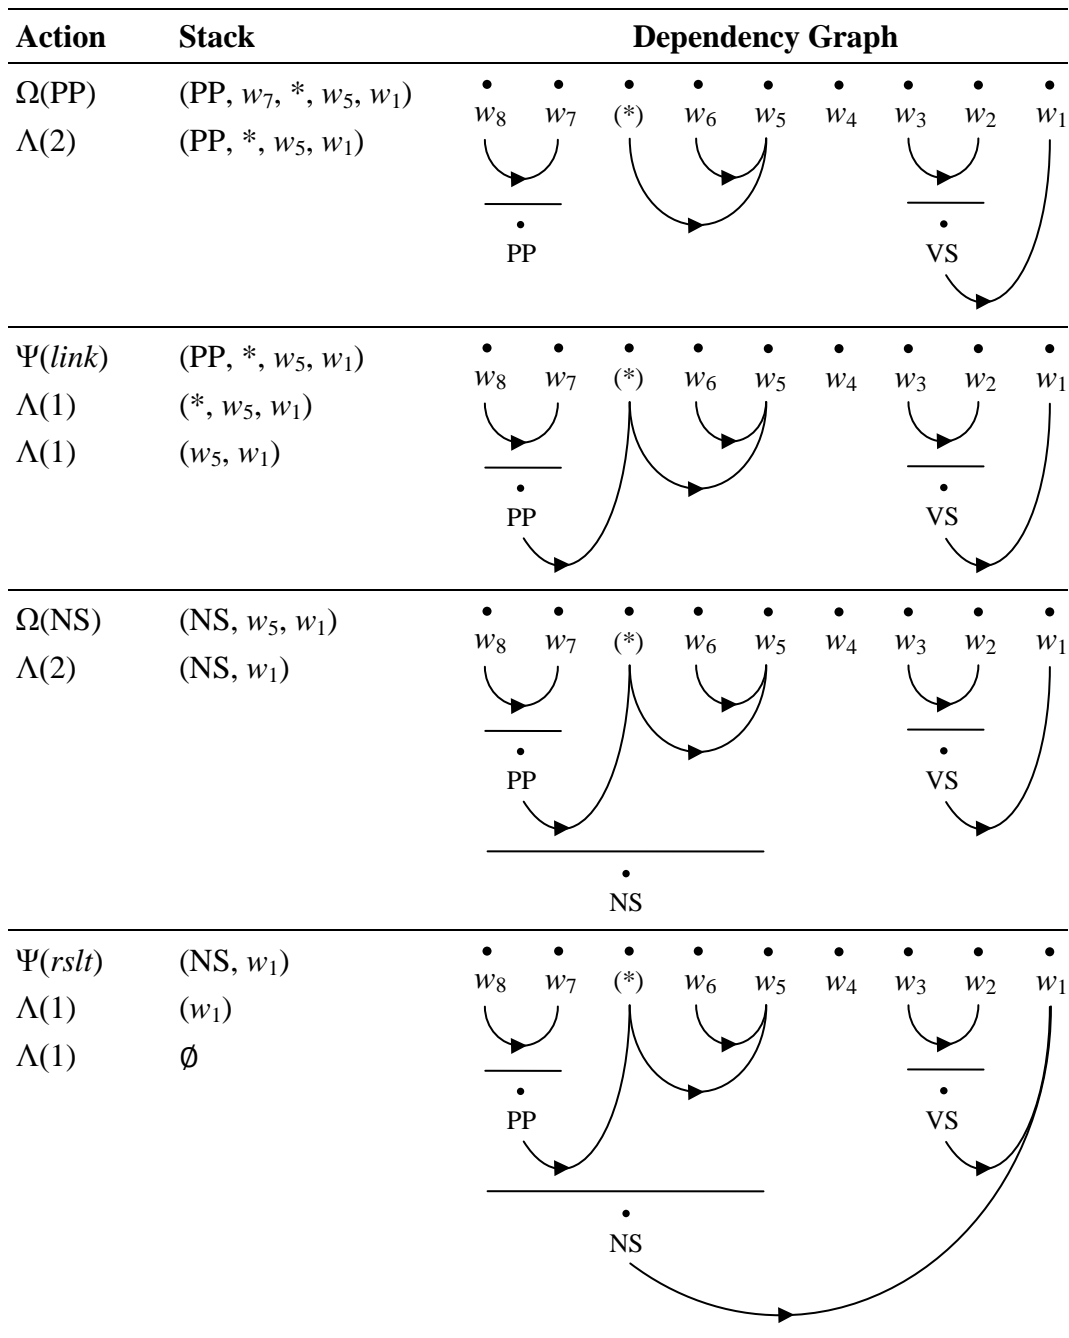 Action Stack Dependency Graph
Ω(PP) (PP, w₇, *, w₅, w₁)
Λ(2) (PP, *, w₅, w₁)
w₈ w₇ (*) w₆ w₅ w₄ w₃ w₂ w₁
PP VS
Ψ(link) (PP, *, w₅, w₁)
Λ(1) (*, w₅, w₁)
Λ(1) (w₅, w₁)
w₈ w₇ (*) w₆ w₅ w₄ w₃ w₂ w₁
PP VS
Ω(NS) (NS, w₅, w₁)
Λ(2) (NS, w₁)
w₈ w₇ (*) w₆ w₅ w₄ w₃ w₂ w₁
PP VS
NS
Ψ(rslt) (NS, w₁)
Λ(1) (w₁)
Λ(1) ∅
w₈ w₇ (*) w₆ w₅ w₄ w₃ w₂ w₁
PP VS
NS